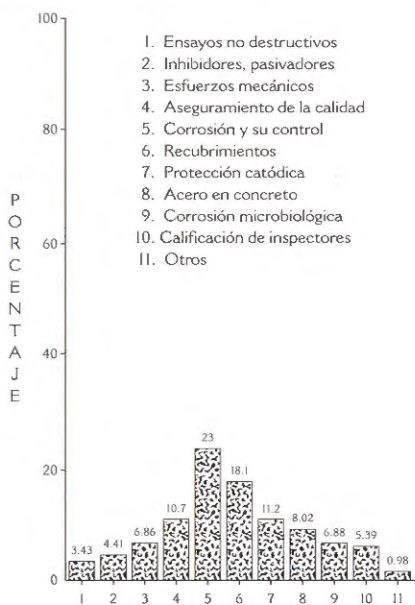 100
80
60
40
20
0
PORCENTAJE
1. Ensayos no destructivos
2. Inhibidores, pasivadores
3. Esfuerzos mecánicos
4. Aseguramiento de la calidad
5. Corrosión y su control
6. Recubrimientos
7. Protección catódica
8. Acero en concreto
9. Corrosión microbiológica
10. Calificación de inspectores
11. Otros
3.43 4.41 6.86 10.7 23 18.1 11.2 8.02 6.88 5.39 0.98
1 2 3 4 5 6 7 8 9 10 11